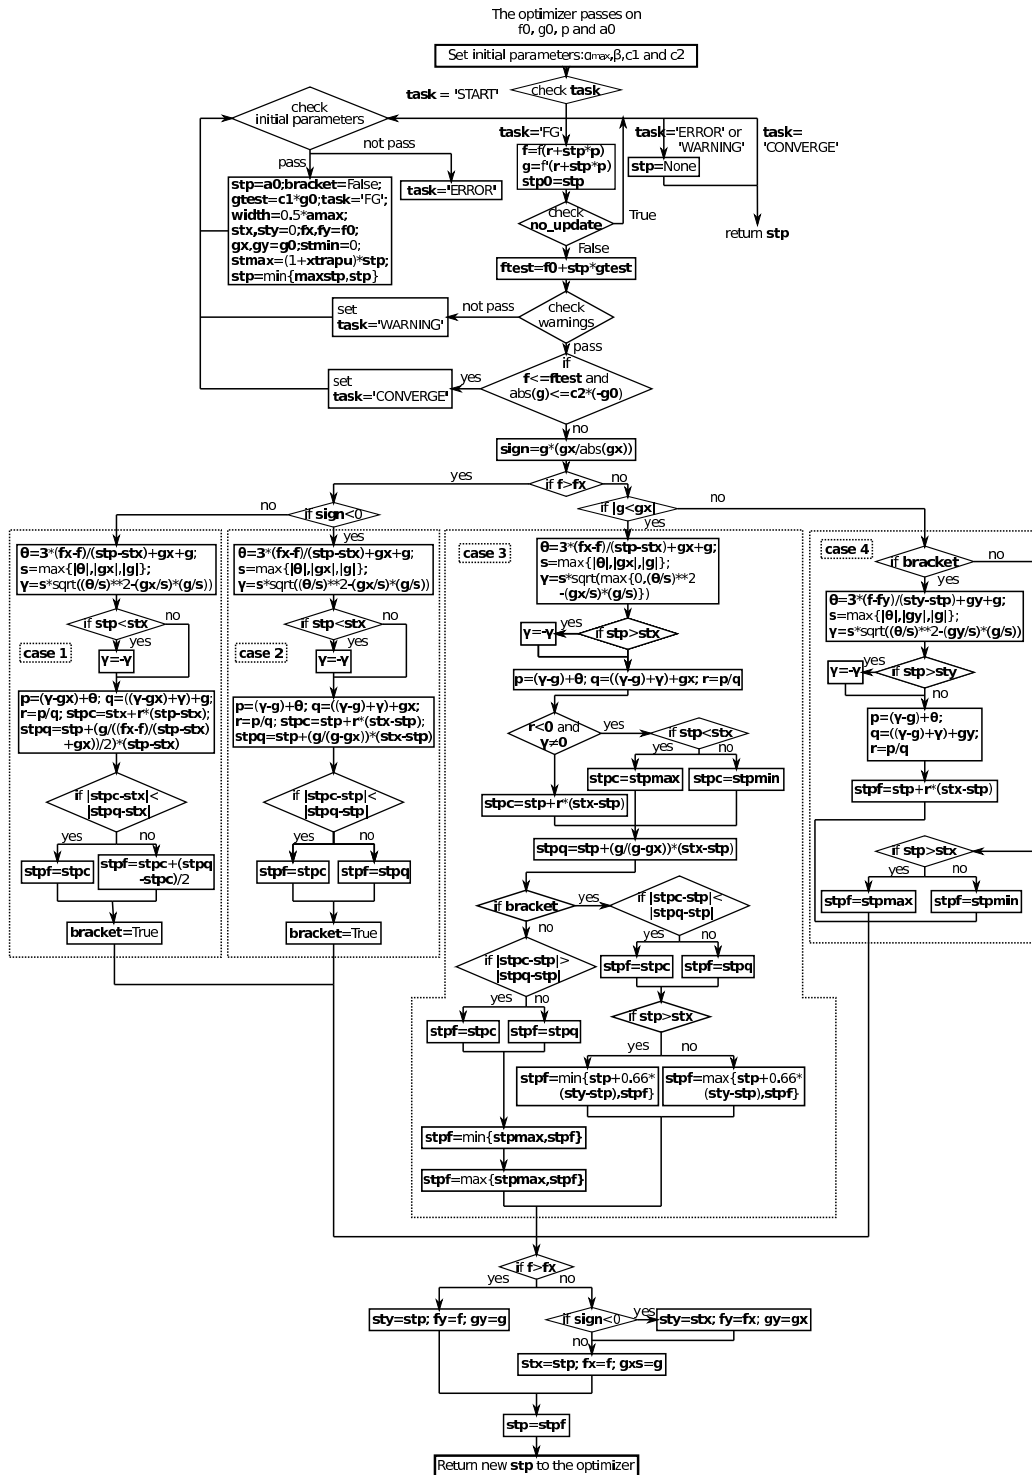 The optimizer passes on
f0, g0, p and a0
Set initial parameters:αmax,β,c1 and c2
check task
task = 'START'
check
initial parameters
not pass
pass
task='ERROR'
stp=a0;bracket=False;
gtest=c1*g0;task='FG';
width=0.5*amax;
stx,sty=0;fx,fy=f0;
gx,gy=g0;stmin=0;
stmax=(1+xtrapu)*stp;
stp=min{maxstp,stp}
task='FG'
f=f(r+stp*p)
g=f'(r+stp*p)
stp0=stp
task='ERROR' or
'WARNING'
stp=None
task=
'CONVERGE'
return stp
check
no_update
True
False
ftest=f0+stp*gtest
check
warnings
not pass
set
task='WARNING'
pass
if
f<=ftest and
abs(g)<=c2*(-g0)
yes
set
task='CONVERGE'
no
sign=g*(gx/abs(gx))
if f>fx
yes
no
if sign<0
no
yes
if |g<gx|
no
yes
case 1
θ=3*(fx-f)/(stp-stx)+gx+g;
s=max{|θ|,|gx|,|g|};
γ=s*sqrt((θ/s)**2-(gx/s)*(g/s))
if stp<stx
no
yes
γ=-γ
p=(γ-gx)+θ; q=((γ-gx)+γ)+g;
r=p/q; stpc=stx+r*(stp-stx);
stpq=stp+(g/((fx-f)/(stp-stx)
+gx))/2)*(stp-stx)
if |stpc-stx|<
|stpq-stx|
yes
no
stpf=stpc
stpf=stpc+(stpq
-stpc)/2
bracket=True
case 2
θ=3*(fx-f)/(stp-stx)+gx+g;
s=max{|θ|,|gx|,|g|};
γ=s*sqrt((θ/s)**2-(gx/s)*(g/s))
if stp<stx
no
yes
γ=-γ
p=(γ-g)+θ; q=((γ-g)+γ)+gx;
r=p/q; stpc=stp+r*(stx-stp);
stpq=stp+(g/(g-gx))*(stx-stp)
if |stpc-stp|<
|stpq-stp|
yes
no
stpf=stpc
stpf=stpq
bracket=True
case 3
θ=3*(fx-f)/(stp-stx)+gx+g;
s=max{|θ|,|gx|,|g|};
γ=s*sqrt(max{0,(θ/s)**2
-(gx/s)*(g/s)})
if stp>stx
yes
γ=-γ
no
p=(γ-g)+θ; q=((γ-g)+γ)+gx; r=p/q
r<0 and
γ≠0
yes
no
if stp<stx
yes
no
stpc=stpmax
stpc=stpmin
stpc=stp+r*(stx-stp)
stpq=stp+(g/(g-gx))*(stx-stp)
if bracket
yes
no
if |stpc-stp|<
|stpq-stp|
yes
no
stpf=stpc
stpf=stpq
if |stpc-stp|>
|stpq-stp|
yes
no
stpf=stpc
stpf=stpq
if stp>stx
yes
no
stpf=min{stp+0.66*
(sty-stp),stpf}
stpf=max{stp+0.66*
(sty-stp),stpf}
stpf=min{stpmax,stpf}
stpf=max{stpmax,stpf}
case 4
if bracket
no
yes
θ=3*(f-fy)/(sty-stp)+gy+g;
s=max{|θ|,|gy|,|g|};
γ=s*sqrt((θ/s)**2-(gy/s)*(g/s))
if stp>sty
yes
γ=-γ
no
p=(γ-g)+θ;
q=((γ-g)+γ)+gy;
r=p/q
stpf=stp+r*(stx-stp)
if stp>stx
yes
no
stpf=stpmax
stpf=stpmin
if f>fx
yes
no
sty=stp; fy=f; gy=g
if sign<0
yes
sty=stx; fy=fx; gy=gx
no
stx=stp; fx=f; gxs=g
stp=stpf
Return new stp to the optimizer